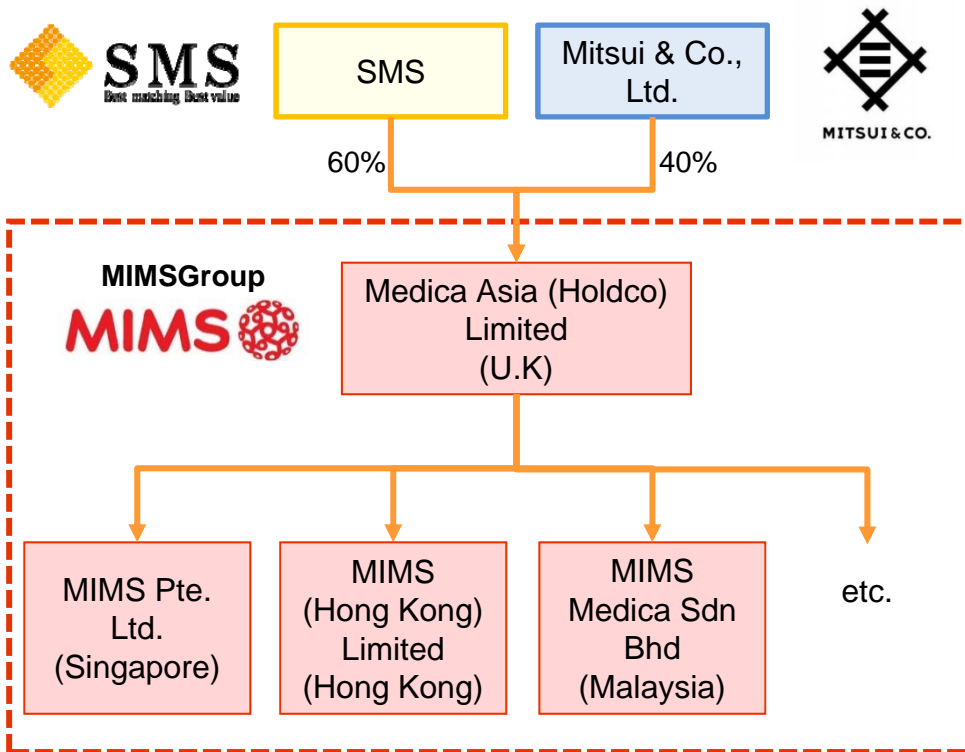 SMS
Best matching Best value
SMS
Mitsui & Co.,
Ltd.
MITSUI & CO.
60%
40%
MIMSGroup
MIMS
Medica Asia (Holdco)
Limited
(U.K)
MIMS Pte.
Ltd.
(Singapore)
MIMS
(Hong Kong)
Limited
(Hong Kong)
MIMS
Medica Sdn
Bhd
(Malaysia)
etc.